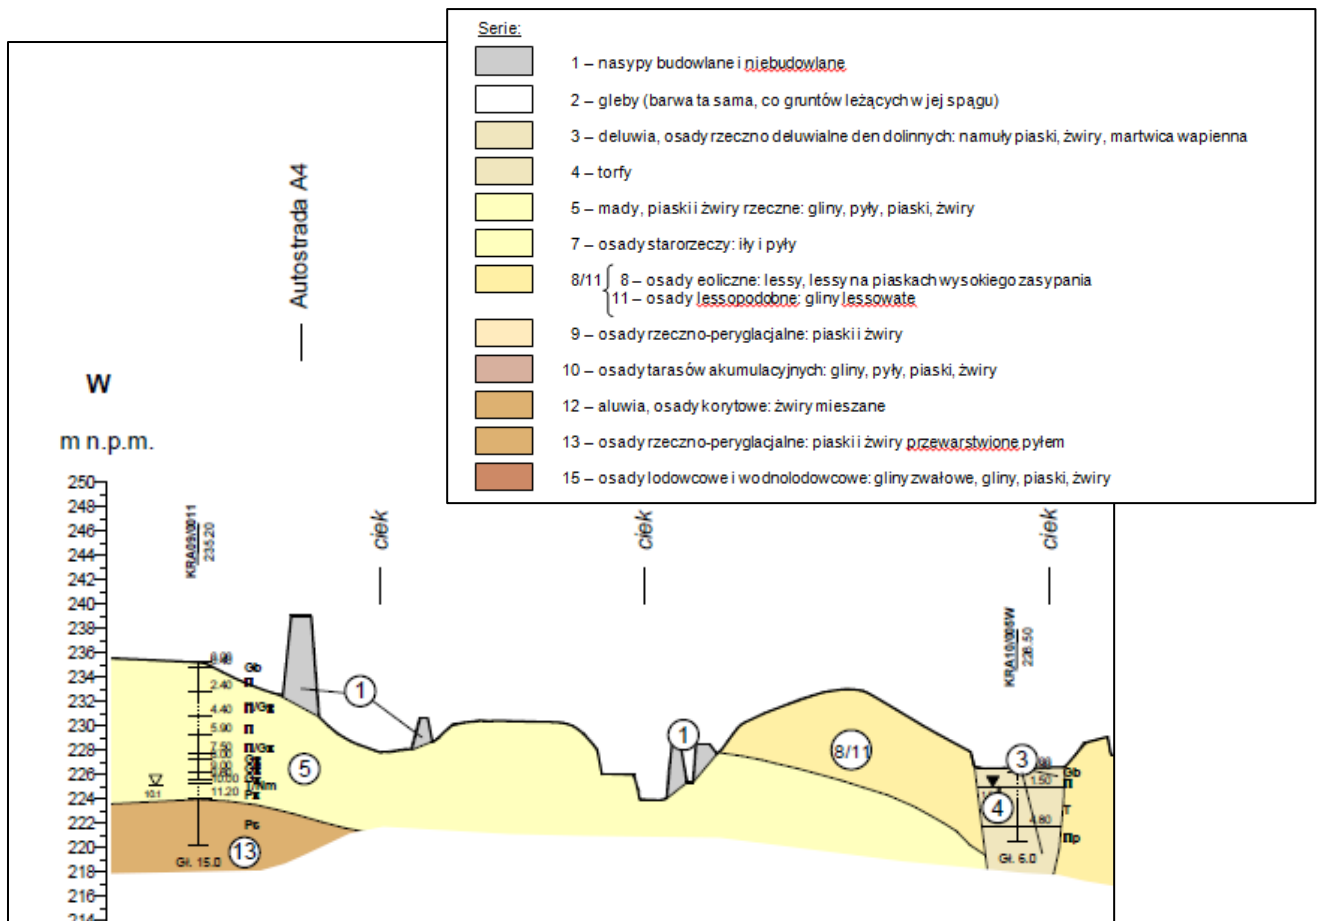 Serie:
1 – nasypy budowlane i niebudowlane
2 – gleby (barwa ta sama, co gruntów leżących w jej spągu)
3 – deluwia, osady rzeczno deluwialne den dolinnych: namuły piaski, żwiry, martwica wapienna
4 – torfy
5 – mady, piaski i żwiry rzeczne: gliny, pyły, piaski, żwiry
7 – osady starorzeczy: iły i pyły
8/11 8 – osady eoliczne: lessy, lessy na piaskach wysokiego zasypania
11 – osady lessopodobne: gliny lessowate
9 – osady rzeczno-peryglacjalne: piaski i żwiry
10 – osady tarasów akumulacyjnych: gliny, pyły, piaski, żwiry
12 – aluwia, osady korytowe: żwiry mieszane
13 – osady rzeczno-peryglacjalne: piaski i żwiry przewarstwione pyłem
15 – osady lodowcowe i wodnolodowcowe: gliny zwałowe, gliny, piaski, żwiry
Autostrada A4
W
m n.p.m.
250
248
246
244
242
240
238
236
234
232
230
228
226
224
222
220
218
216
214
KRA09/0011
235.20
ciek
ciek
ciek
KRA10/005W
226.50
Gb
2.40
4.40
5.90
7.50
11.20
10.1
Gł. 15.0
1
1
5
13
8/11
3
4
Gb
1.50
T
4.80
Πp
Gł. 6.0